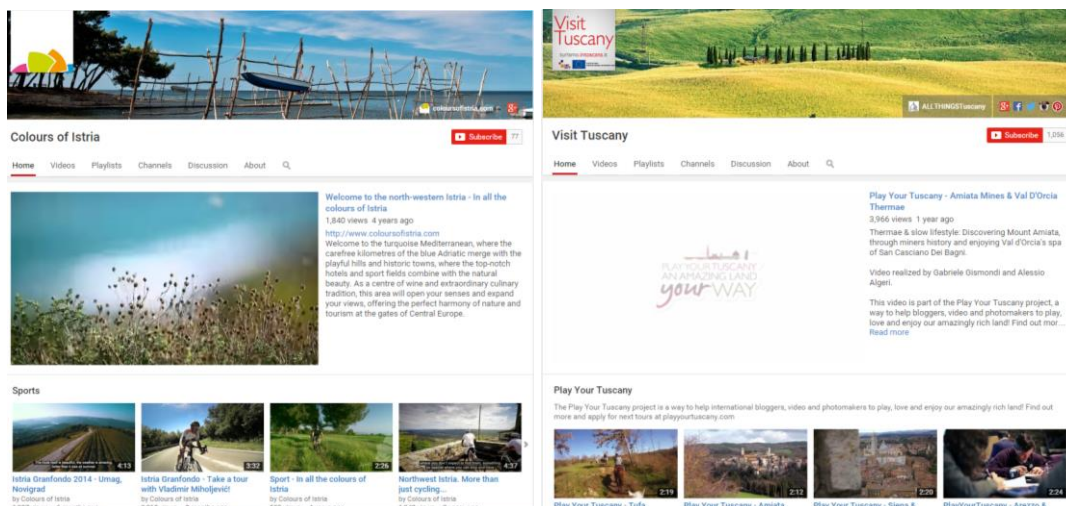 coloursofistria.com
Colours of Istria
Subscribe 77
Home Videos Playlists Channels Discussion About
Welcome to the north-western Istria - In all the
colours of Istria
1,840 views 4 years ago
http://www.coloursofistria.com
Welcome to the turquoise Mediterranean, where the
carefree kilometres of the blue Adriatic merge with the
playful hills and historic towns, where the top-notch
hotels and sport fields combine with the natural
beauty. As a centre of wine and extraordinary culinary
tradition, this area will open your senses and expand
your views, offering the perfect harmony of nature and
tourism at the gates of Central Europe.
Sports
4:13
3:32
2:26
4:37
Istria Granfondo 2014 - Umag,
Novigrad
by Colours of Istria
Istria Granfondo - Take a tour
with Vladimir Miholjević!
by Colours of Istria
Sport - In all the colours of
Istria
by Colours of Istria
Northwest Istria. More than
just cycling...
by Colours of Istria
Visit
Tuscany
ALLTHINGSTuscany
Visit Tuscany
Subscribe 1,056
Home Videos Playlists Channels Discussion About
PLAY YOUR TUSCANY
AN AMAZING LAND
your WAY
Play Your Tuscany - Amiata Mines & Val D'Orcia
Thermae
3,966 views 1 year ago
Thermae & slow lifestyle: Discovering Mount Amiata,
through miners history and enjoying Val d'Orcia's spa
of San Casciano Dei Bagni.
Video realized by Gabriele Gismondi and Alessio
Algeri.
This video is part of the Play Your Tuscany project, a
way to help bloggers, video and photomakers to play,
love and enjoy our amazingly rich land! Find out mor...
Read more
Play Your Tuscany
The Play Your Tuscany project is a way to help international bloggers, video and photomakers to play, love and enjoy our amazingly rich land! Find out
more and apply for next tours at playyourtuscany.com
2:19
2:12
2:20
2:24
Play Your Tuscany - Tufa
Play Your Tuscany - Amiata
Play Your Tuscany - Siena &
PlayYourTuscany - Arezzo &